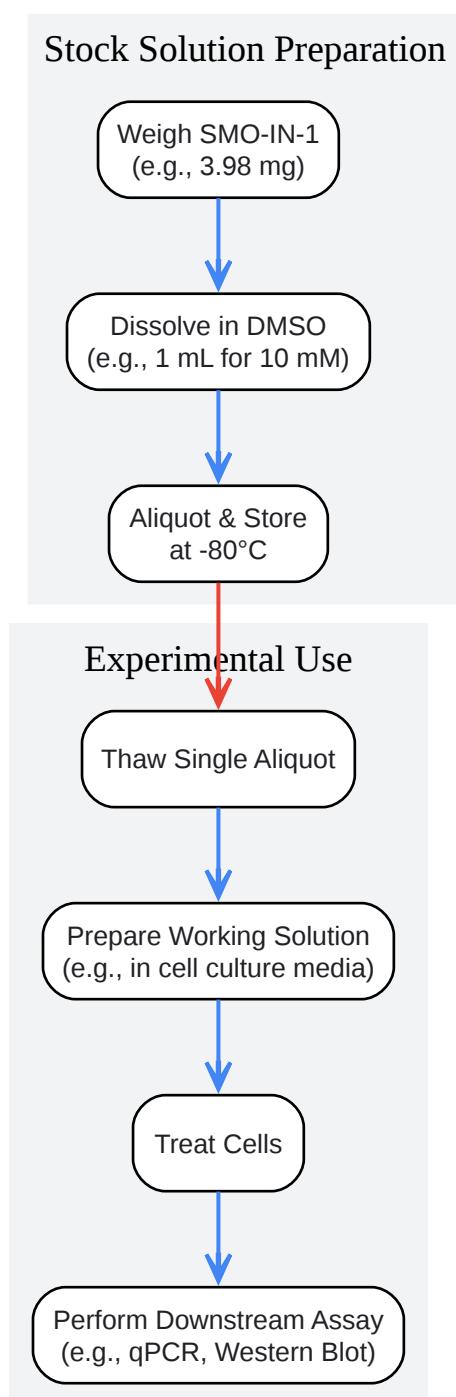 Stock Solution Preparation
Weigh SMO-IN-1
(e.g., 3.98 mg)
Dissolve in DMSO
(e.g., 1 mL for 10 mM)
Aliquot & Store
at -80°C
Experimental Use
Thaw Single Aliquot
Prepare Working Solution
(e.g., in cell culture media)
Treat Cells
Perform Downstream Assay
(e.g., qPCR, Western Blot)